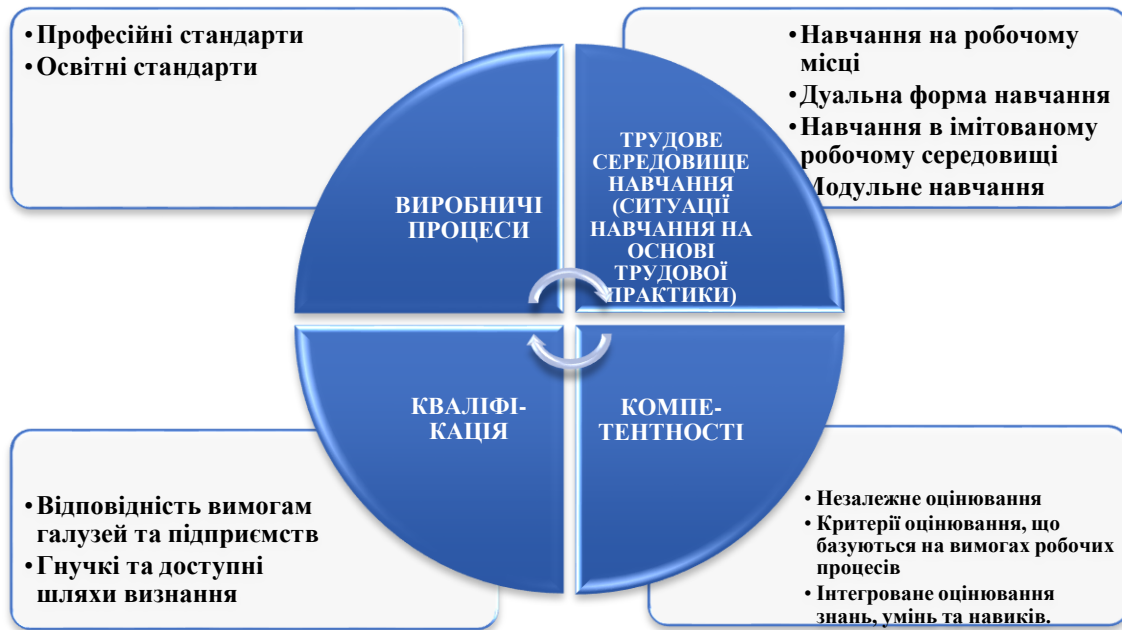 •Професійні стандарти
•Освітні стандарти
•Навчання на робочому
місці
•Дуальна форма навчання
•Навчання в імітованому
робочому середовищі
•Модульне навчання
ВИРОБНИЧІ
ПРОЦЕСИ
ТРУДОВЕ
СЕРЕДОВИЩЕ
НАВЧАННЯ
(СИТУАЦІЇ
НАВЧАННЯ НА
ОСНОВІ
ТРУДОВОЇ
ПРАКТИКИ)
КВАЛІФІ-
КАЦІЯ
КОМПЕ-
ТЕНТНОСТІ
•Відповідність вимогам
галузей та підприємств
•Гнучкі та доступні
шляхи визнання
• Незалежне оцінювання
• Критерії оцінювання, що
базуються на вимогах робочих
процесів
• Інтегроване оцінювання
знань, умінь та навиків.